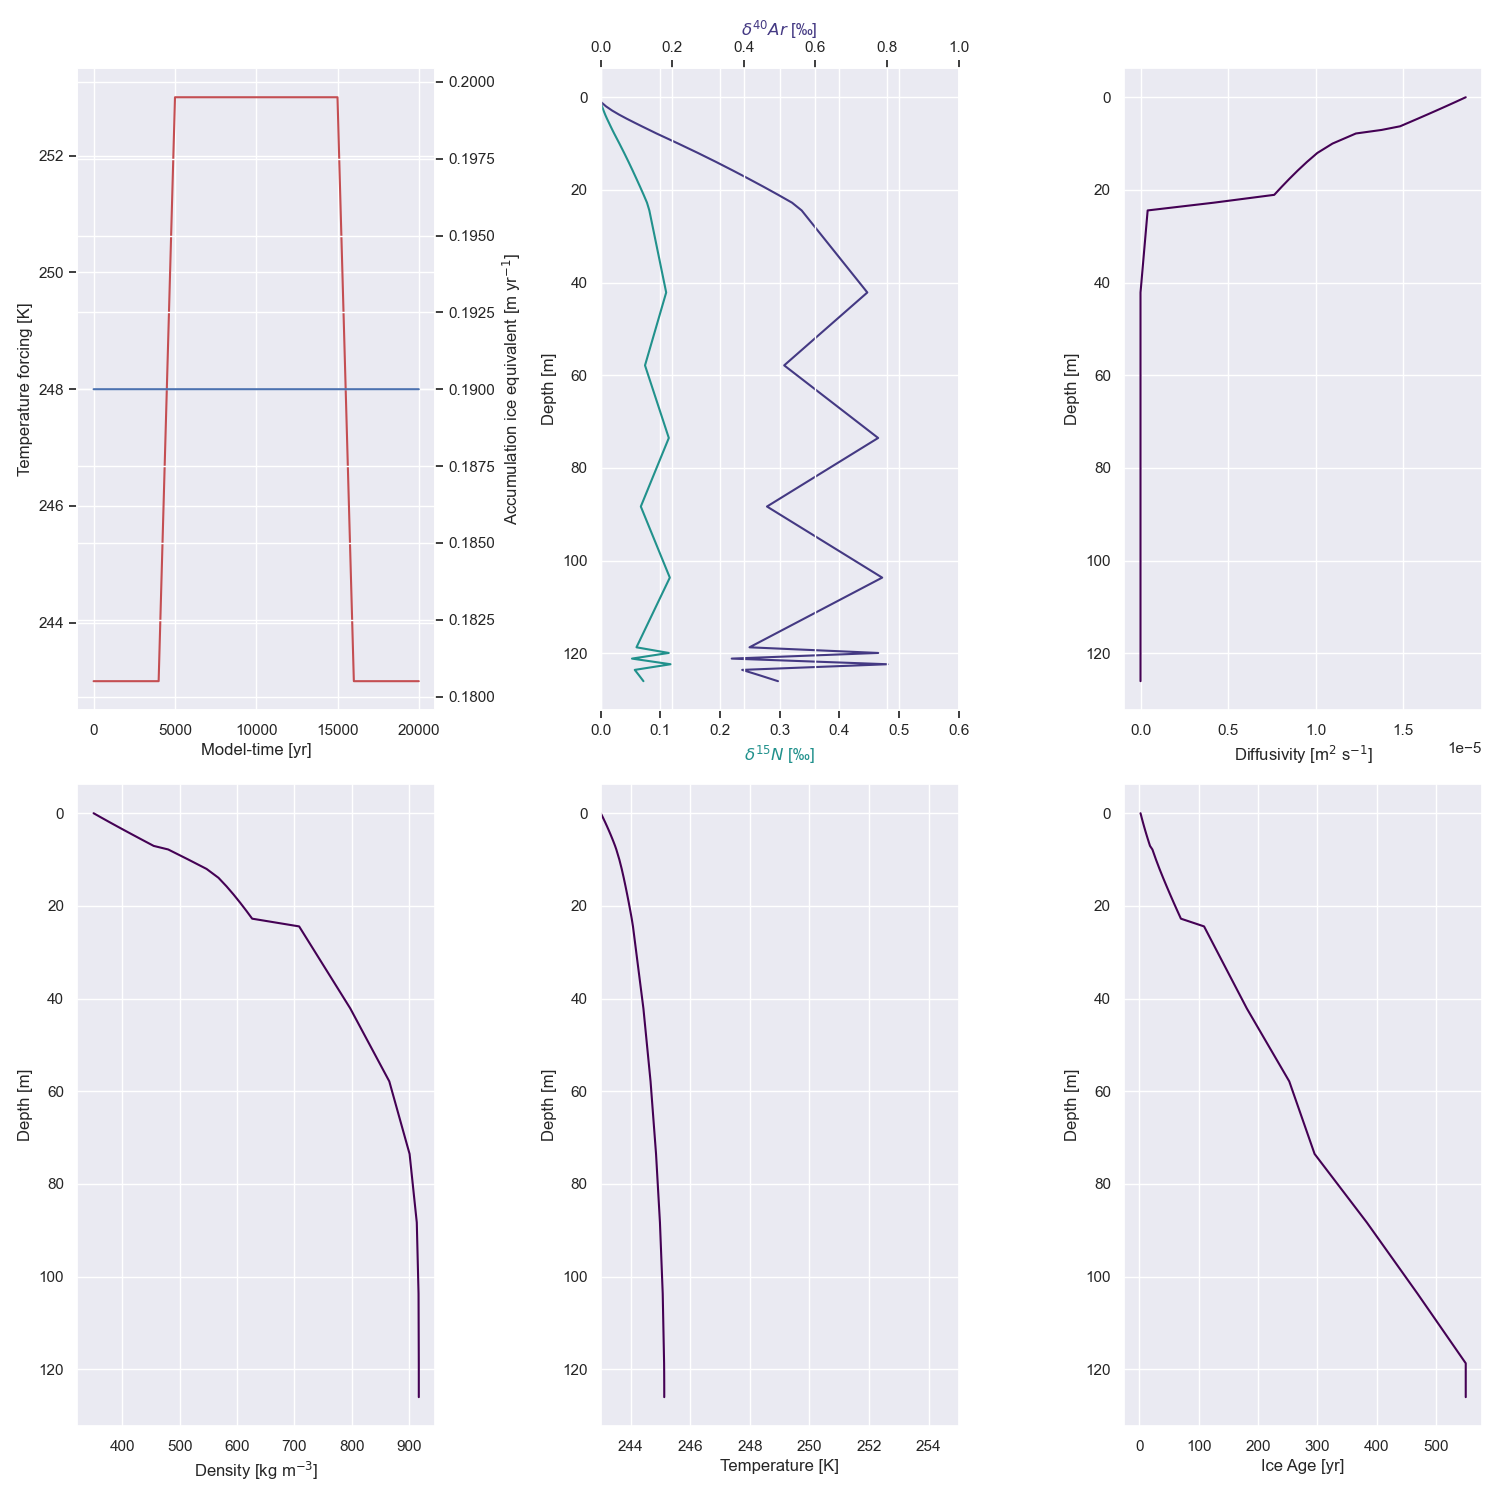 δ⁴⁰Ar [‰]
0.0 0.2 0.4 0.6 0.8 1.0
252
250
248
246
244
Temperature forcing [K]
0.2000
0.1975
0.1950
0.1925
0.1900
0.1875
0.1850
0.1825
0.1800
Accumulation ice equivalent [m yr⁻¹]
0 5000 10000 15000 20000
Model-time [yr]
0
20
40
60
80
100
120
Depth [m]
0.0 0.1 0.2 0.3 0.4 0.5 0.6
δ¹⁵N [‰]
0
20
40
60
80
100
120
Depth [m]
0.0 0.5 1.0 1.5
1e−5
Diffusivity [m² s⁻¹]
0
20
40
60
80
100
120
Depth [m]
400 500 600 700 800 900
Density [kg m⁻³]
0
20
40
60
80
100
120
Depth [m]
244 246 248 250 252 254
Temperature [K]
0
20
40
60
80
100
120
Depth [m]
0 100 200 300 400 500
Ice Age [yr]